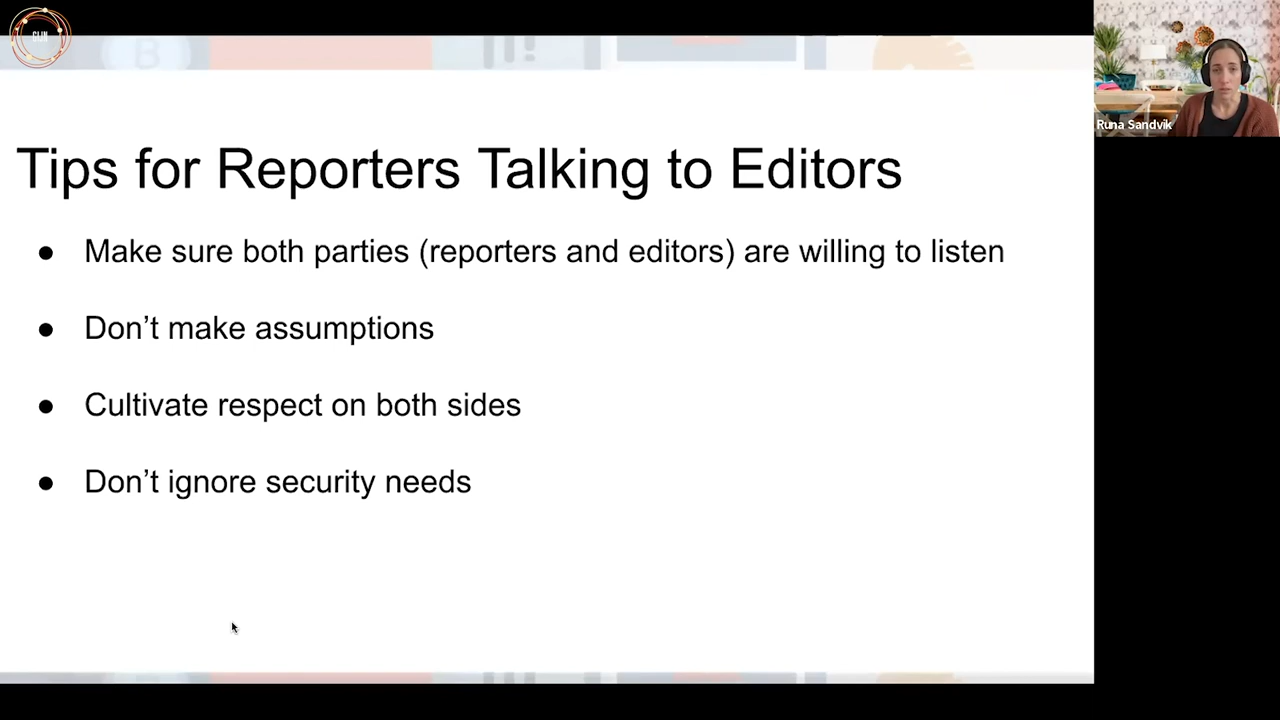 GIJN
Runa Sandvik
Tips for Reporters Talking to Editors
● Make sure both parties (reporters and editors) are willing to listen
● Don’t make assumptions
● Cultivate respect on both sides
● Don’t ignore security needs